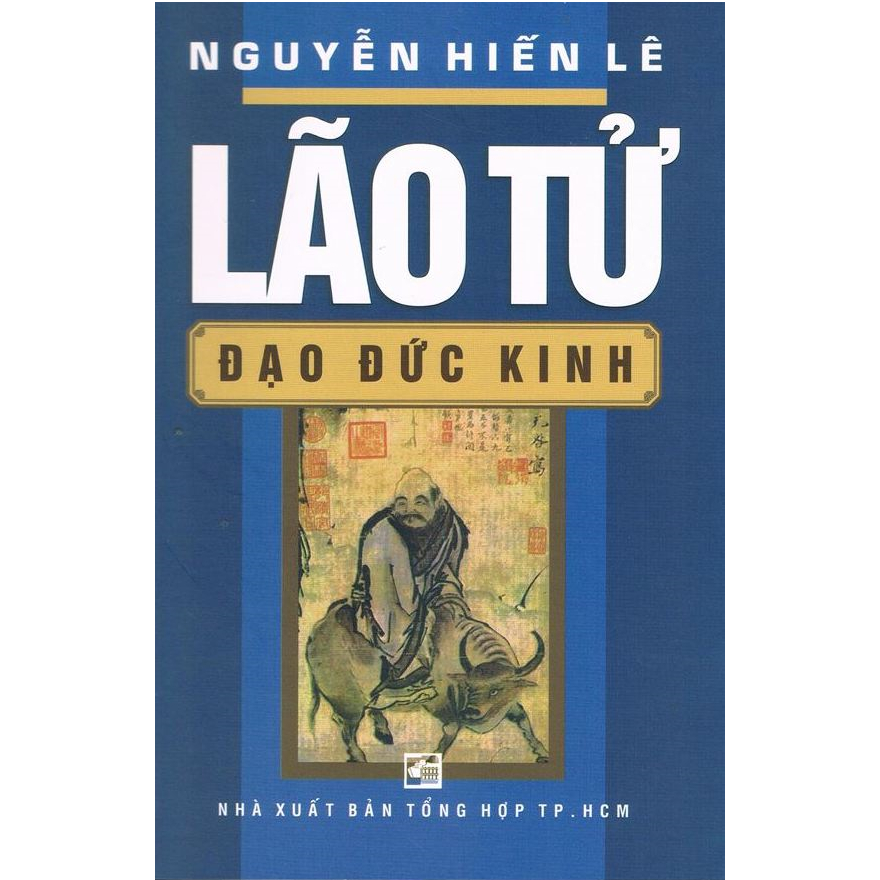 NGUYỄN HIẾN LÊ
LÃO TỬ
ĐẠO ĐỨC KINH
NHÀ XUẤT BẢN TỔNG HỢP TP.HCM